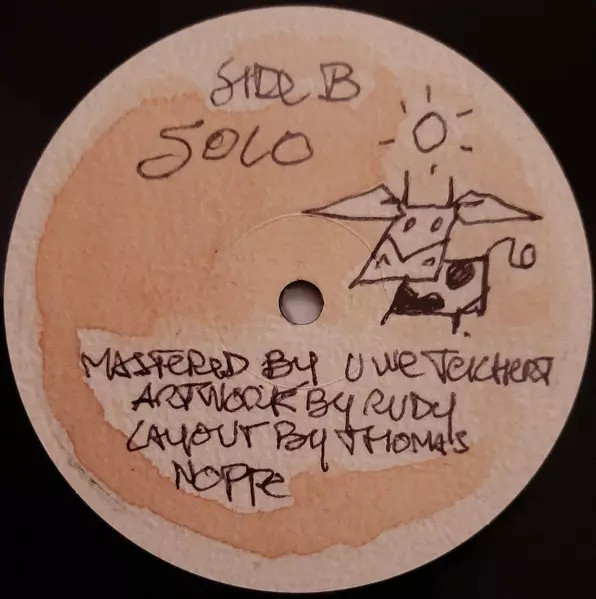 SIDE B
SOLO
MASTERED BY UWE TEICHERT
ARTWORK BY RUDY
LAYOUT BY THOMAS
NOPPE